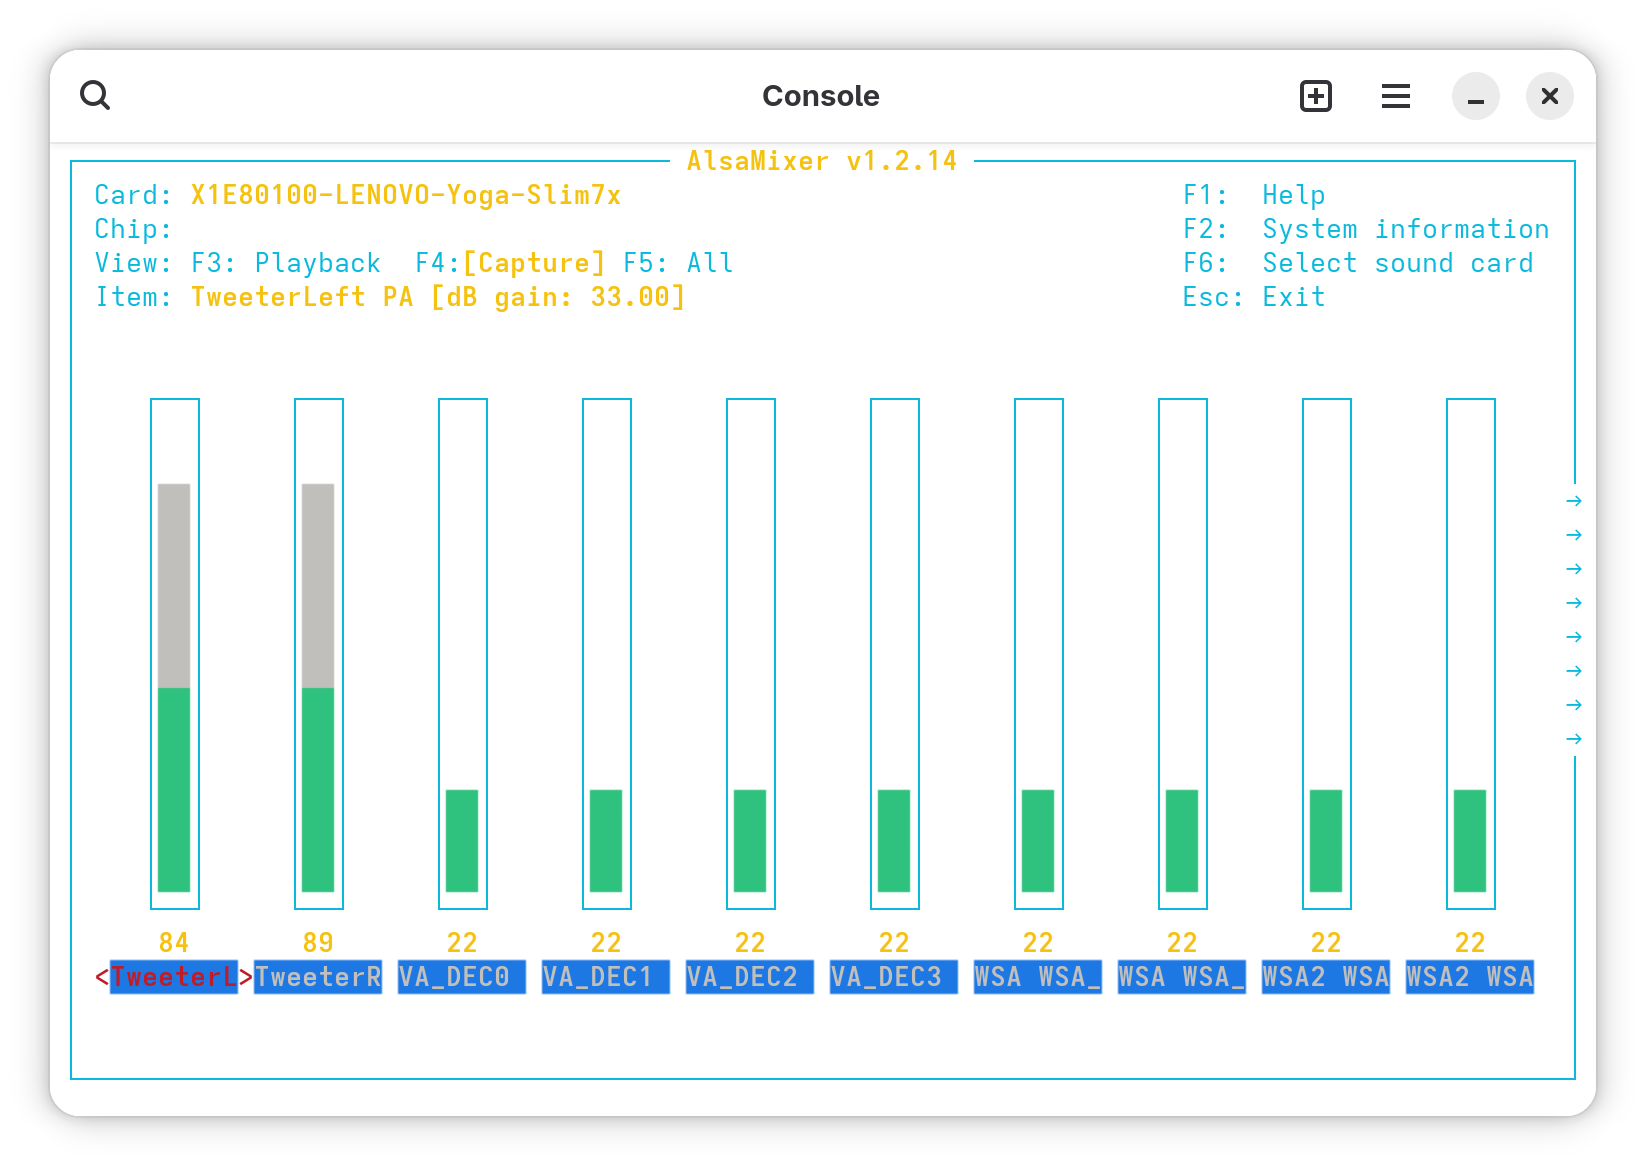 Console
AlsaMixer v1.2.14
Card: X1E80100-LENOVO-Yoga-Slim7x F1: Help
Chip: F2: System information
View: F3: Playback F4:[Capture] F5: All F6: Select sound card
Item: TweeterLeft PA [dB gain: 33.00] Esc: Exit
→
→
→
→
→
→
→
→
84 89 22 22 22 22 22 22 22 22
<TweeterL>TweeterR VA_DEC0 VA_DEC1 VA_DEC2 VA_DEC3 WSA WSA_ WSA WSA_ WSA2 WSA WSA2 WSA